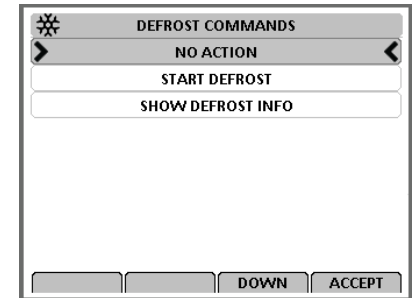 DEFROST COMMANDS
NO ACTION
START DEFROST
SHOW DEFROST INFO
DOWN ACCEPT